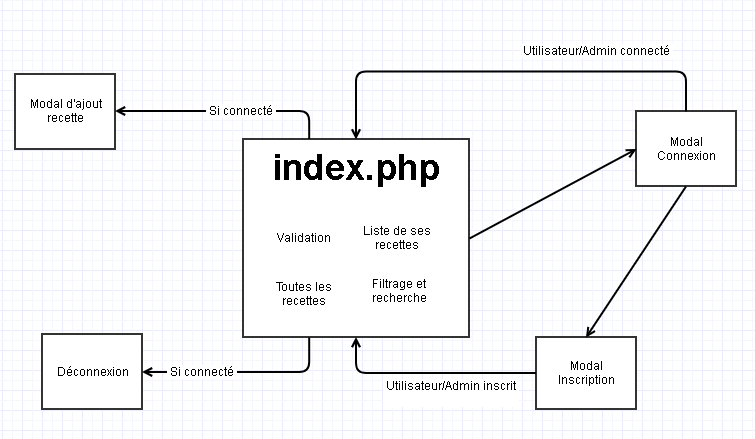 Utilisateur/Admin connecté
Modal d'ajout
recette
Si connecté
Modal
Connexion
index.php
Validation
Liste de ses
recettes
Toutes les
recettes
Filtrage et
recherche
Déconnexion
Si connecté
Utilisateur/Admin inscrit
Modal
Inscription